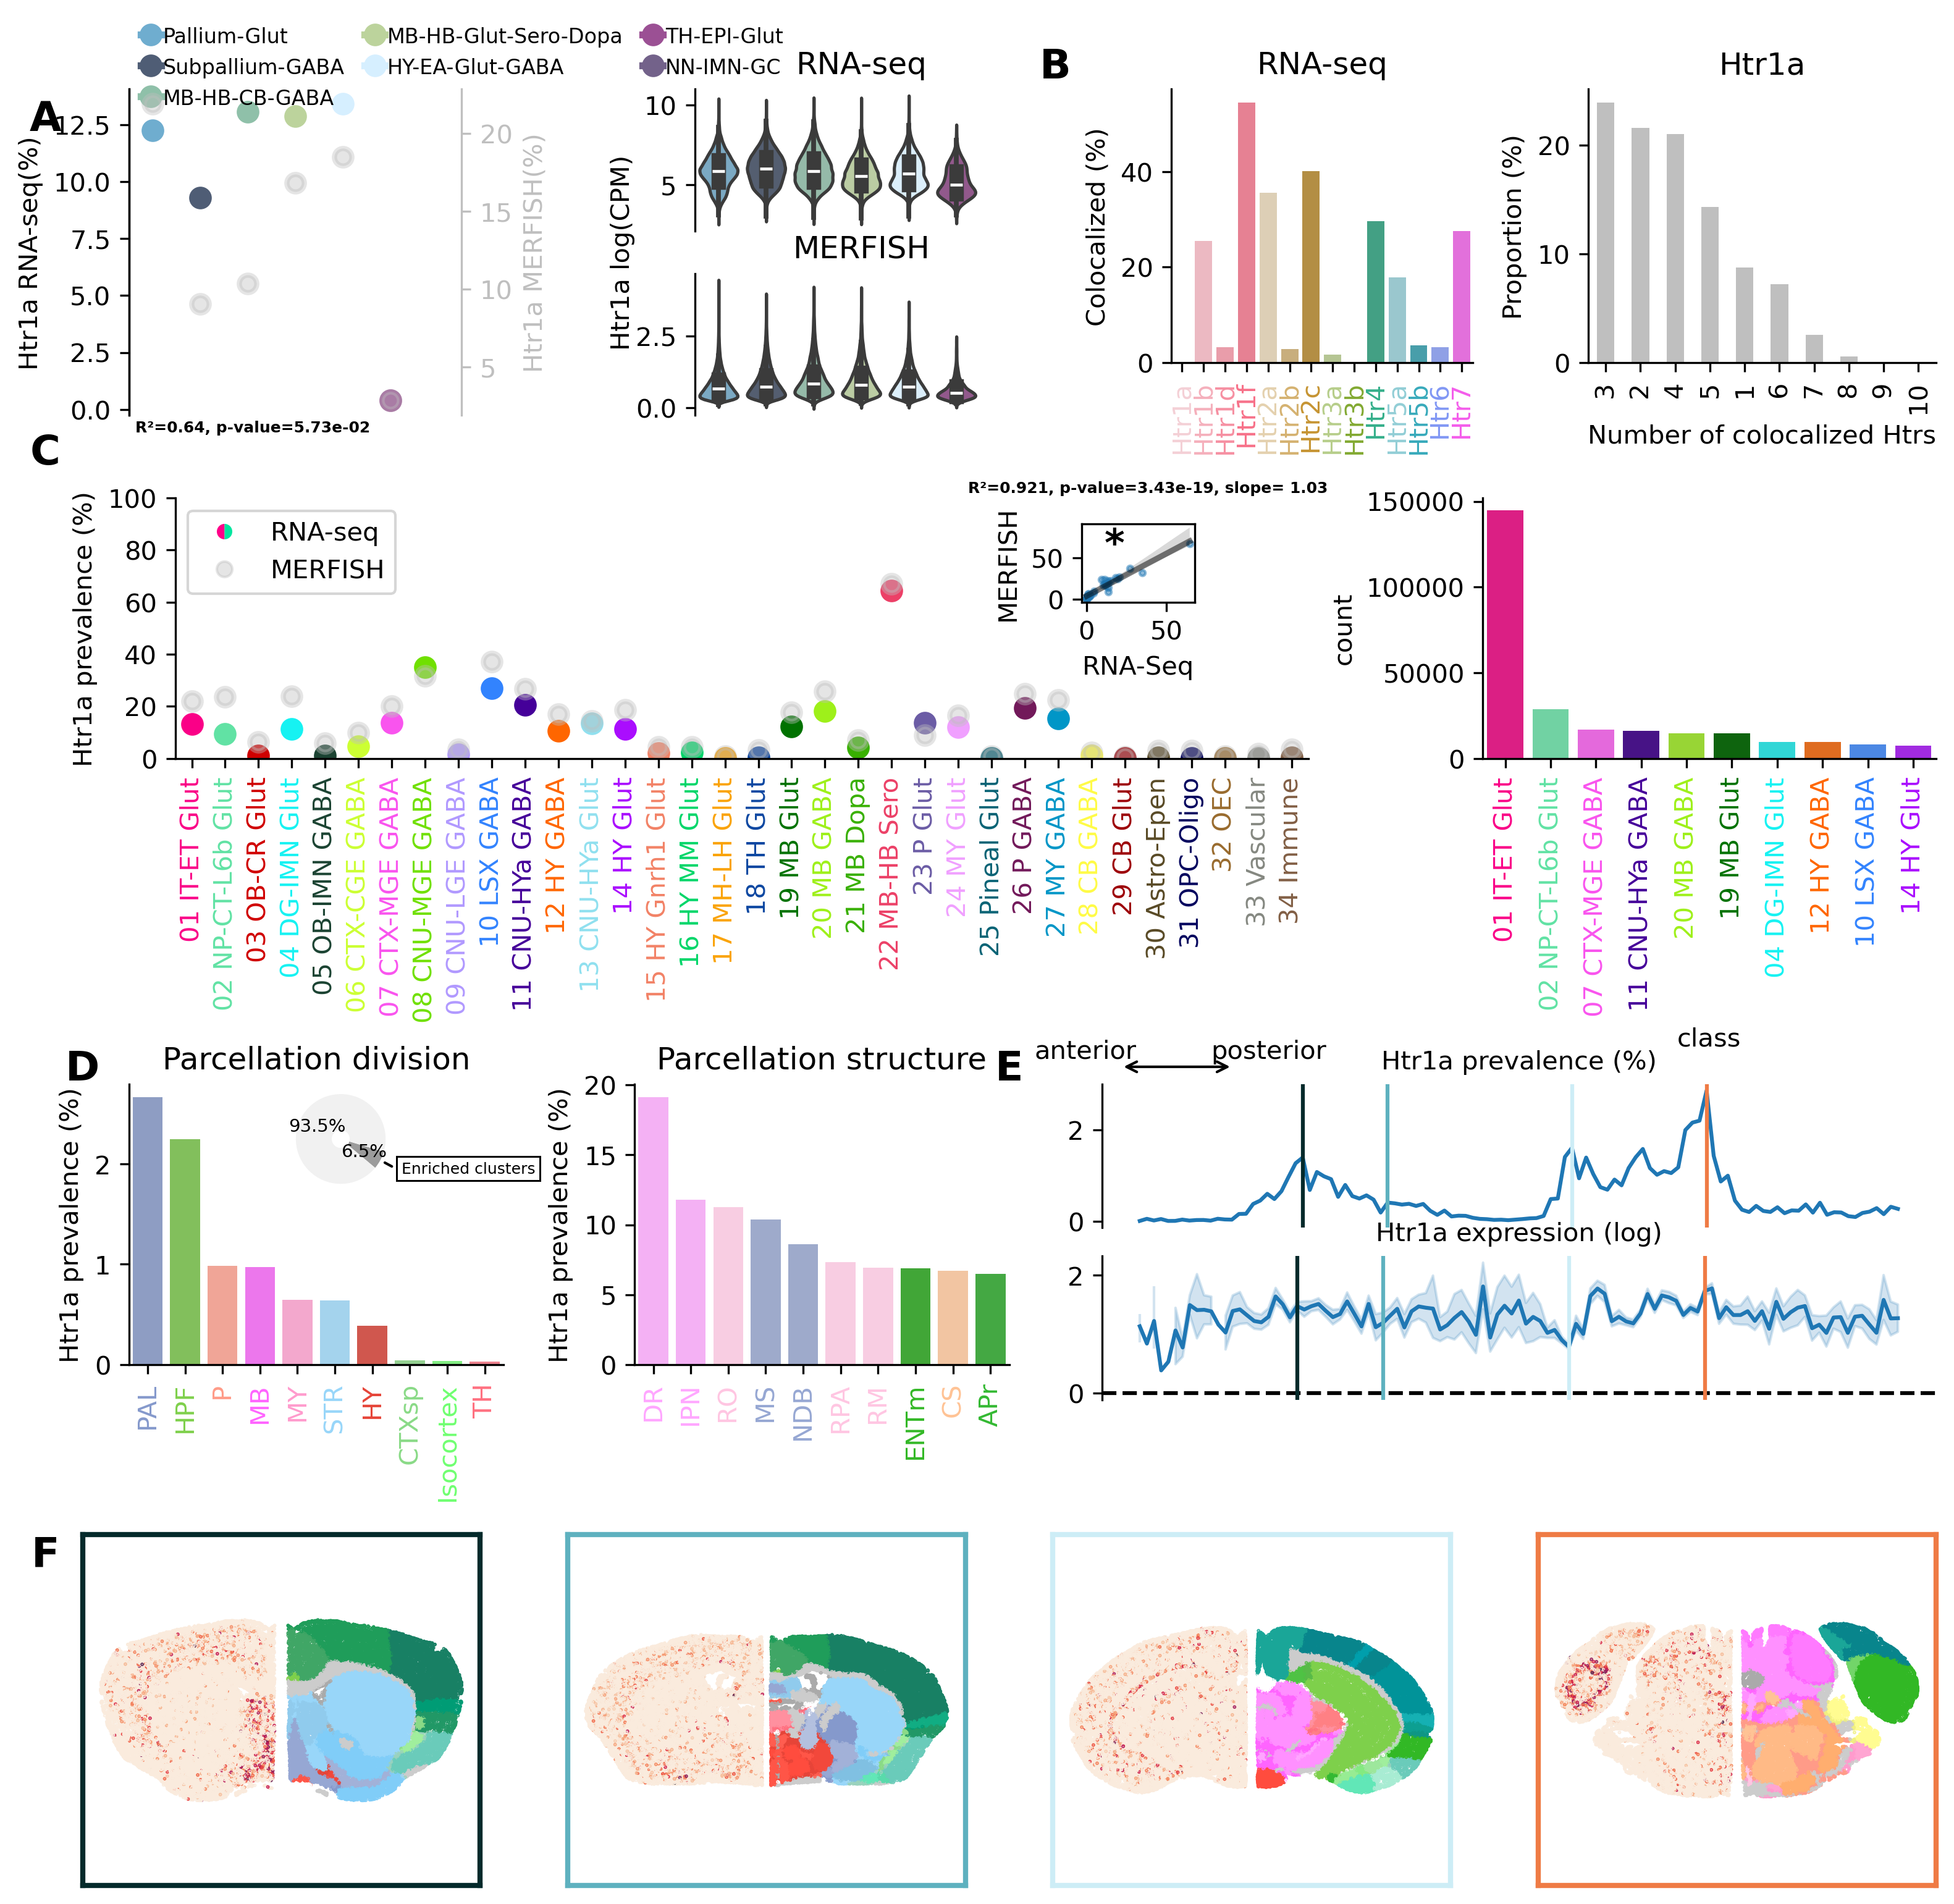 Pallium-Glut
Subpallium-GABA
MB-HB-CB-GABA
MB-HB-Glut-Sero-Dopa
HY-EA-Glut-GABA
TH-EPI-Glut
NN-IMN-GC
A
Htr1a RNA-seq(%)
12.5
10.0
7.5
5.0
2.5
0.0
Htr1a MERFISH(%)
20
15
10
5
R²=0.64, p-value=5.73e-02
RNA-seq
Htr1a log(CPM)
10
5
MERFISH
2.5
0.0
B
RNA-seq
Colocalized (%)
40
20
0
Htr1a
Htr1b
Htr1d
Htr1f
Htr2a
Htr2b
Htr2c
Htr3a
Htr3b
Htr4
Htr5a
Htr5b
Htr6
Htr7
Htr1a
Proportion (%)
20
10
0
3
2
4
5
1
6
7
8
9
10
Number of colocalized Htrs
C
Htr1a prevalence (%)
100
80
60
40
20
0
RNA-seq
MERFISH
R²=0.921, p-value=3.43e-19, slope= 1.03
MERFISH
50
0
*
0
50
RNA-Seq
01 IT-ET Glut
02 NP-CT-L6b Glut
03 OB-CR Glut
04 DG-IMN Glut
05 OB-IMN GABA
06 CTX-CGE GABA
07 CTX-MGE GABA
08 CNU-MGE GABA
09 CNU-LGE GABA
10 LSX GABA
11 CNU-HYa GABA
12 HY GABA
13 CNU-HYa Glut
14 HY Glut
15 HY Gnrh1 Glut
16 HY MM Glut
17 MH-LH Glut
18 TH Glut
19 MB Glut
20 MB GABA
21 MB Dopa
22 MB-HB Sero
23 P Glut
24 MY Glut
25 Pineal Glut
26 P GABA
27 MY GABA
28 CB GABA
29 CB Glut
30 Astro-Epen
31 OPC-Oligo
32 OEC
33 Vascular
34 Immune
count
150000
100000
50000
0
01 IT-ET Glut
02 NP-CT-L6b Glut
07 CTX-MGE GABA
11 CNU-HYa GABA
20 MB GABA
19 MB Glut
04 DG-IMN Glut
12 HY GABA
10 LSX GABA
14 HY Glut
class
D
Parcellation division
Htr1a prevalence (%)
2
1
0
93.5%
6.5%
Enriched clusters
PAL
HPF
P
MB
MY
STR
HY
CTXsp
Isocortex
TH
Parcellation structure
Htr1a prevalence (%)
20
15
10
5
0
DR
IPN
RO
MS
NDB
RPA
RM
ENTm
CS
APr
E
anterior
posterior
Htr1a prevalence (%)
2
0
Htr1a expression (log)
2
0
F